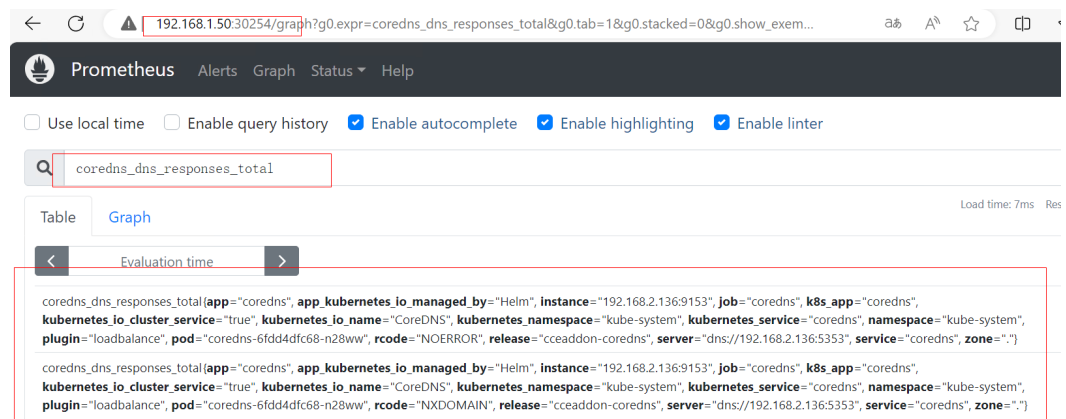 192.168.1.50:30254/graph?g0.expr=coredns_dns_responses_total&g0.tab=1&g0.stacked=0&g0.show_exem...
Prometheus Alerts Graph Status Help
Use local time Enable query history Enable autocomplete Enable highlighting Enable linter
coredns_dns_responses_total
Load time: 7ms Res
Table Graph
Evaluation time
coredns_dns_responses_total{app="coredns", app_kubernetes_io_managed_by="Helm", instance="192.168.2.136:9153", job="coredns", k8s_app="coredns",
kubernetes_io_cluster_service="true", kubernetes_io_name="CoreDNS", kubernetes_namespace="kube-system", kubernetes_service="coredns", namespace="kube-system",
plugin="loadbalance", pod="coredns-6fdd4dfc68-n28ww", rcode="NOERROR", release="cceaddon-coredns", server="dns://192.168.2.136:5353", service="coredns", zone="."}
coredns_dns_responses_total{app="coredns", app_kubernetes_io_managed_by="Helm", instance="192.168.2.136:9153", job="coredns", k8s_app="coredns",
kubernetes_io_cluster_service="true", kubernetes_io_name="CoreDNS", kubernetes_namespace="kube-system", kubernetes_service="coredns", namespace="kube-system",
plugin="loadbalance", pod="coredns-6fdd4dfc68-n28ww", rcode="NXDOMAIN", release="cceaddon-coredns", server="dns://192.168.2.136:5353", service="coredns", zone="."}